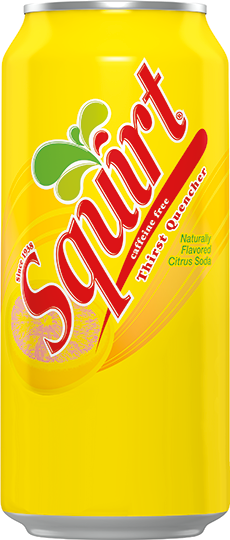 Since 1938
Squirt®
caffeine free
Thirst Quencher
Naturally
Flavored
Citrus Soda